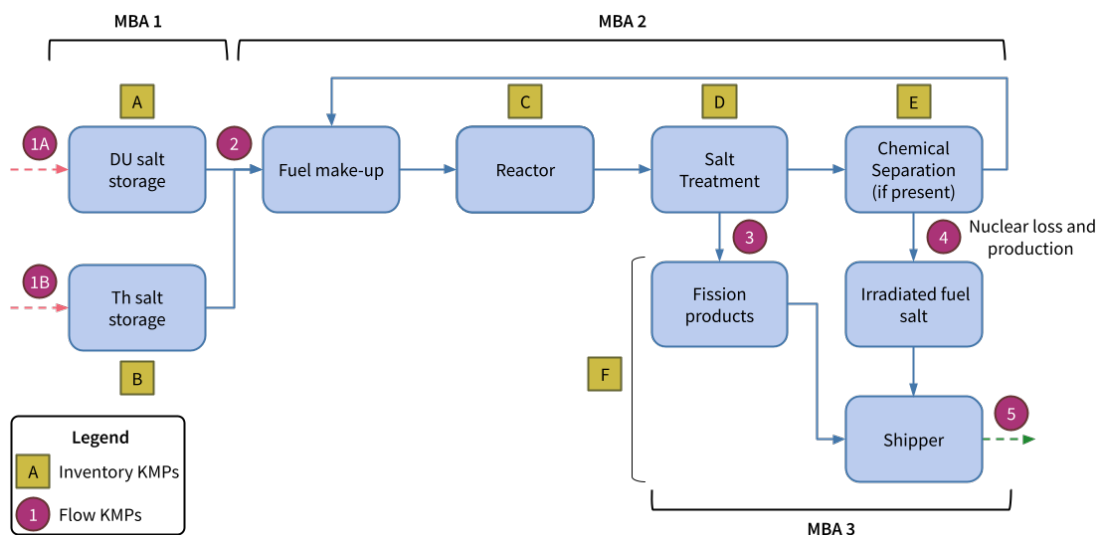 MBA 1
MBA 2
A
C
D
E
1A
DU salt
storage
2
Fuel make-up
Reactor
Salt
Treatment
Chemical
Separation
(if present)
3
4
Nuclear loss and
production
1B
Th salt
storage
Fission
products
Irradiated fuel
salt
B
F
Legend
A
Inventory KMPs
1
Flow KMPs
Shipper
5
MBA 3